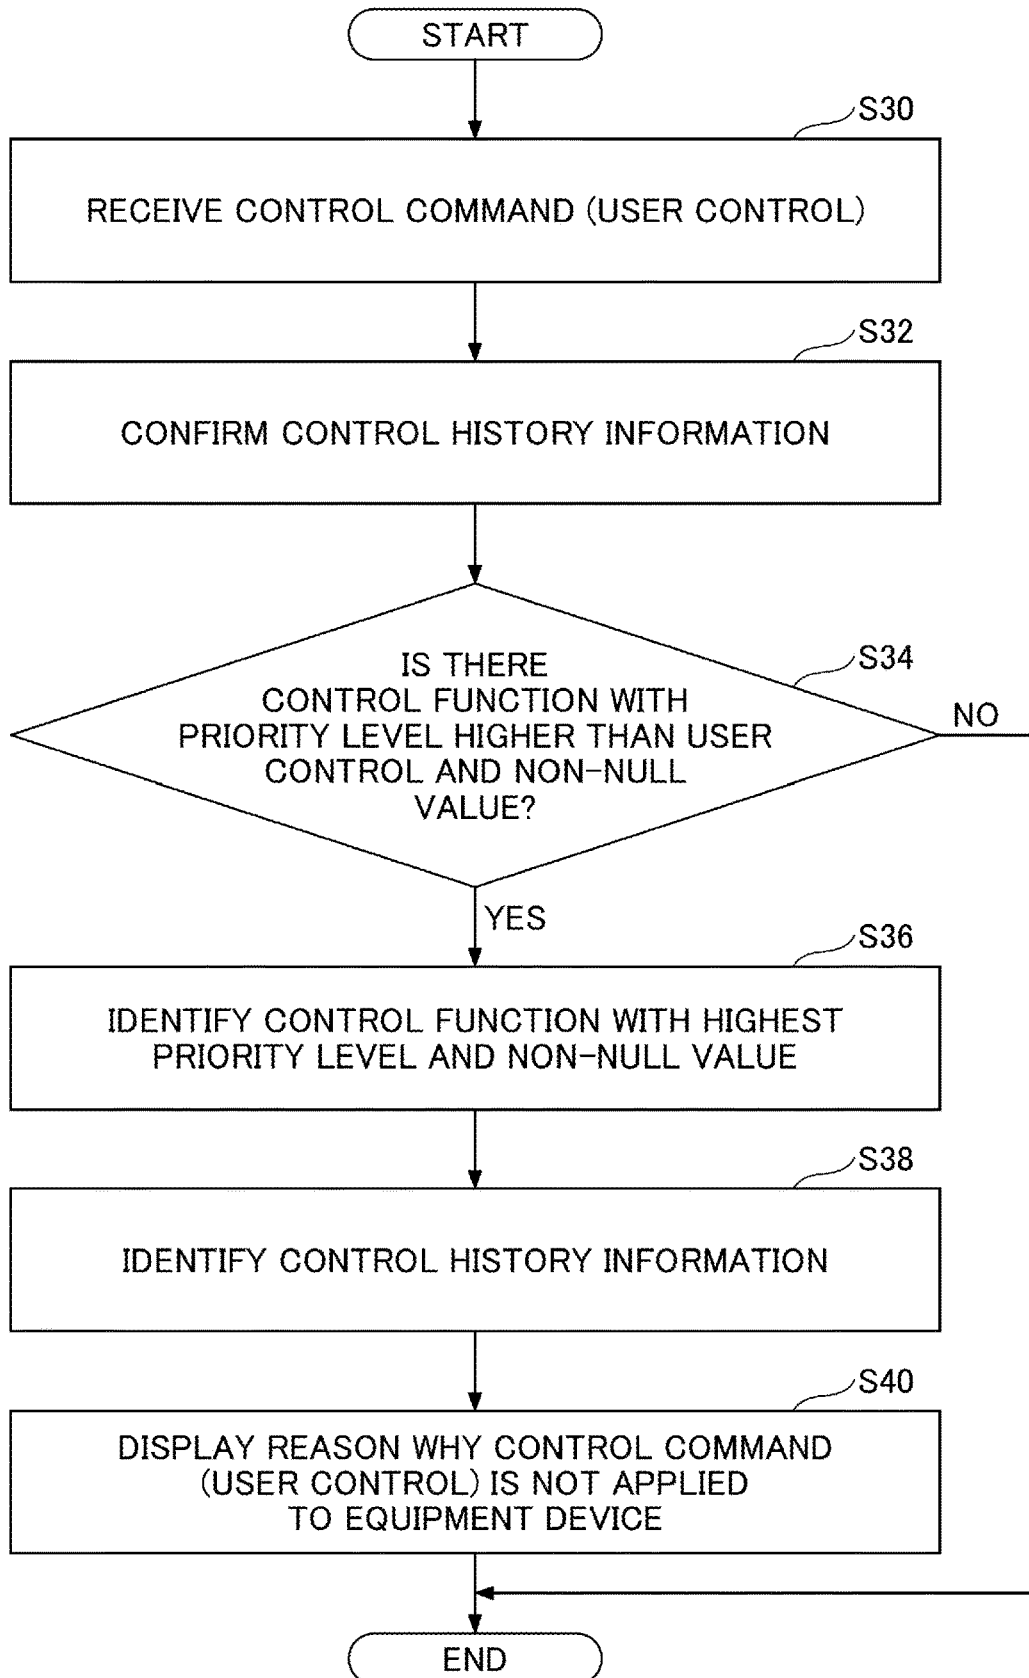 START
S30
RECEIVE CONTROL COMMAND (USER CONTROL)
S32
CONFIRM CONTROL HISTORY INFORMATION
S34
IS THERE
CONTROL FUNCTION WITH
PRIORITY LEVEL HIGHER THAN USER
CONTROL AND NON-NULL
VALUE?
NO
YES
S36
IDENTIFY CONTROL FUNCTION WITH HIGHEST
PRIORITY LEVEL AND NON-NULL VALUE
S38
IDENTIFY CONTROL HISTORY INFORMATION
S40
DISPLAY REASON WHY CONTROL COMMAND
(USER CONTROL) IS NOT APPLIED
TO EQUIPMENT DEVICE
END